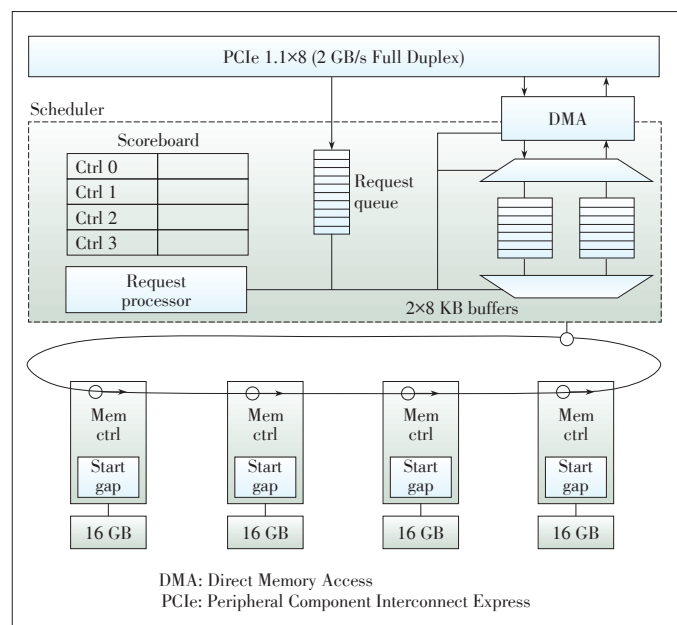 PCIe 1.1×8 (2 GB/s Full Duplex)
Scheduler
DMA
Scoreboard
Ctrl 0
Ctrl 1
Ctrl 2
Ctrl 3
Request
queue
Request
processor
2×8 KB buffers
Mem
ctrl
Start
gap
16 GB
Mem
ctrl
Start
gap
16 GB
Mem
ctrl
Start
gap
16 GB
Mem
ctrl
Start
gap
16 GB
DMA: Direct Memory Access
PCIe: Peripheral Component Interconnect Express